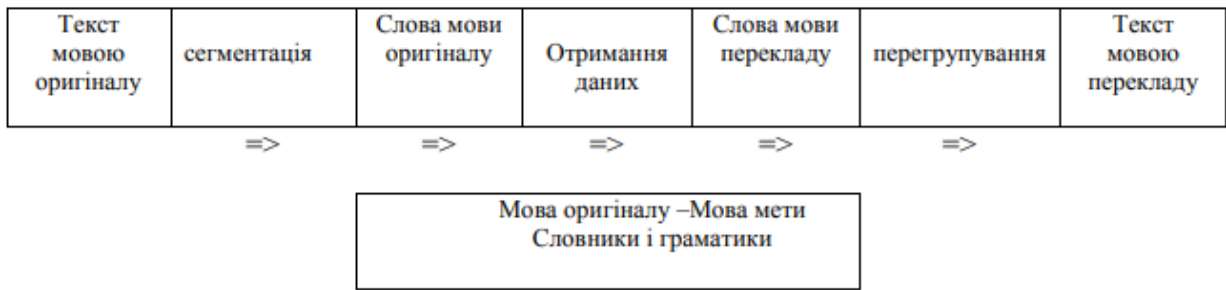 Текст
мовою
оригіналу
сегментація
Слова мови
оригіналу
Отримання
даних
Слова мови
перекладу
перегрупування
Текст
мовою
перекладу
=> => => => =>
Мова оригіналу –Мова мети
Словники і граматики